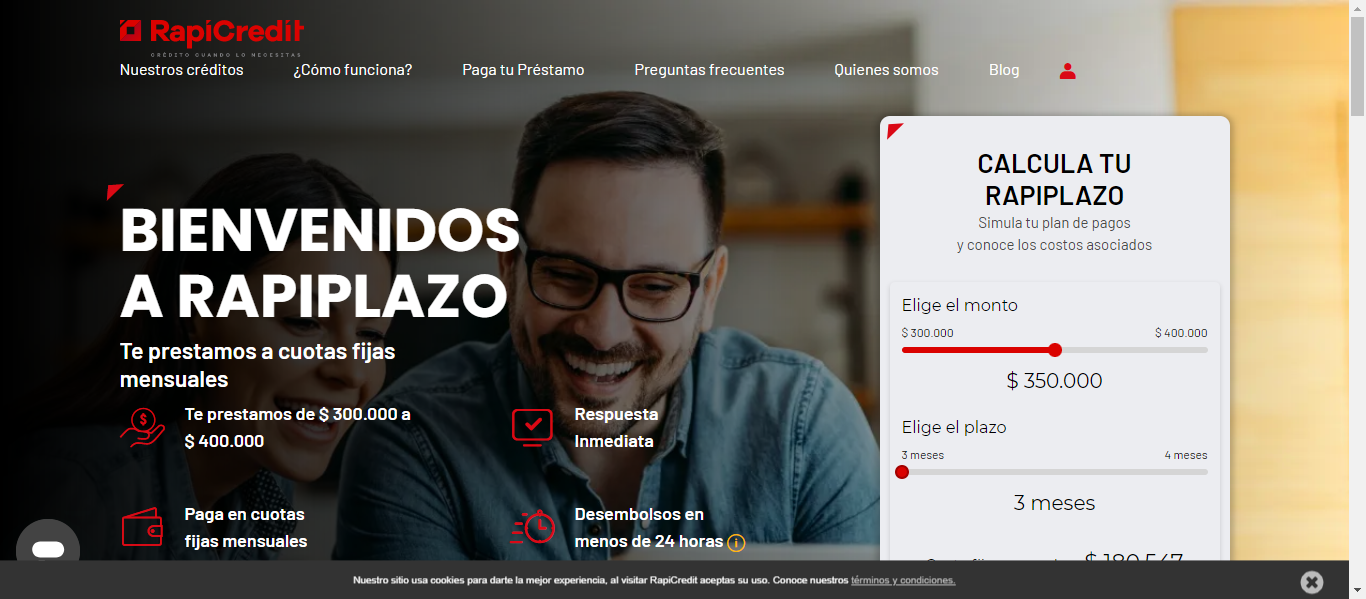 RapiCredit
CRÉDITO CUANDO LO NECESITAS
Nuestros créditos
¿Cómo funciona?
Paga tu Préstamo
Preguntas frecuentes
Quienes somos
Blog
BIENVENIDOS
A RAPIPLAZO
Te prestamos a cuotas fijas
mensuales
Te prestamos de $ 300.000 a
$ 400.000
Respuesta
Inmediata
Paga en cuotas
fijas mensuales
Desembolsos en
menos de 24 horas
CALCULA TU
RAPIPLAZO
Simula tu plan de pagos
y conoce los costos asociados
Elige el monto
$ 300.000
$ 400.000
$ 350.000
Elige el plazo
3 meses
4 meses
3 meses
$ 180.547
Nuestro sitio usa cookies para darte la mejor experiencia, al visitar RapiCredit aceptas su uso. Conoce nuestros términos y condiciones.